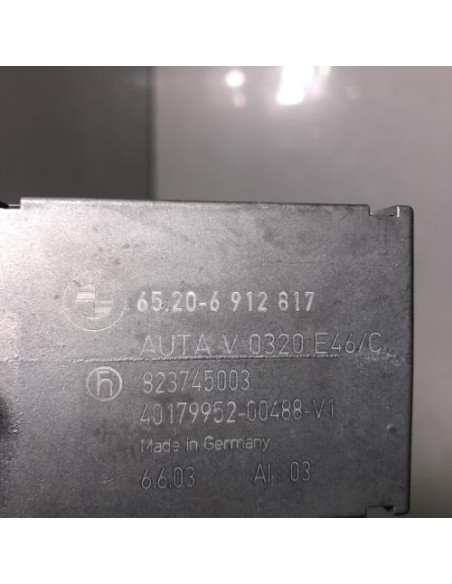 65.20-6 912 817
AUTA V 0320 E46/C
h 823745003
40179952-00488-V1
Made in Germany
6.6.03 AI: 03